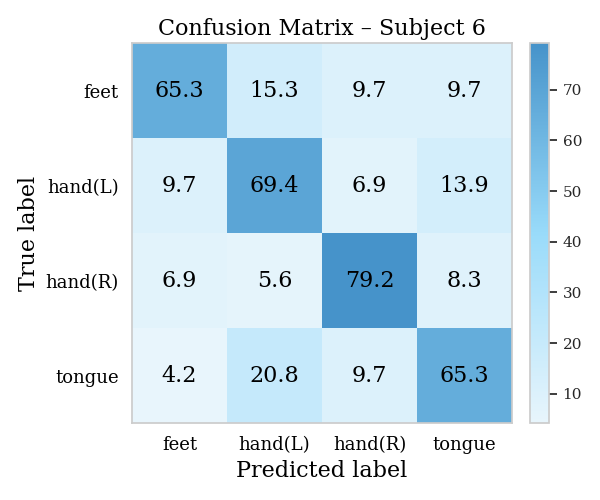 Confusion Matrix – Subject 6
True label
feet 65.3 15.3 9.7 9.7
hand(L) 9.7 69.4 6.9 13.9
hand(R) 6.9 5.6 79.2 8.3
tongue 4.2 20.8 9.7 65.3
feet hand(L) hand(R) tongue
Predicted label
70
60
50
40
30
20
10